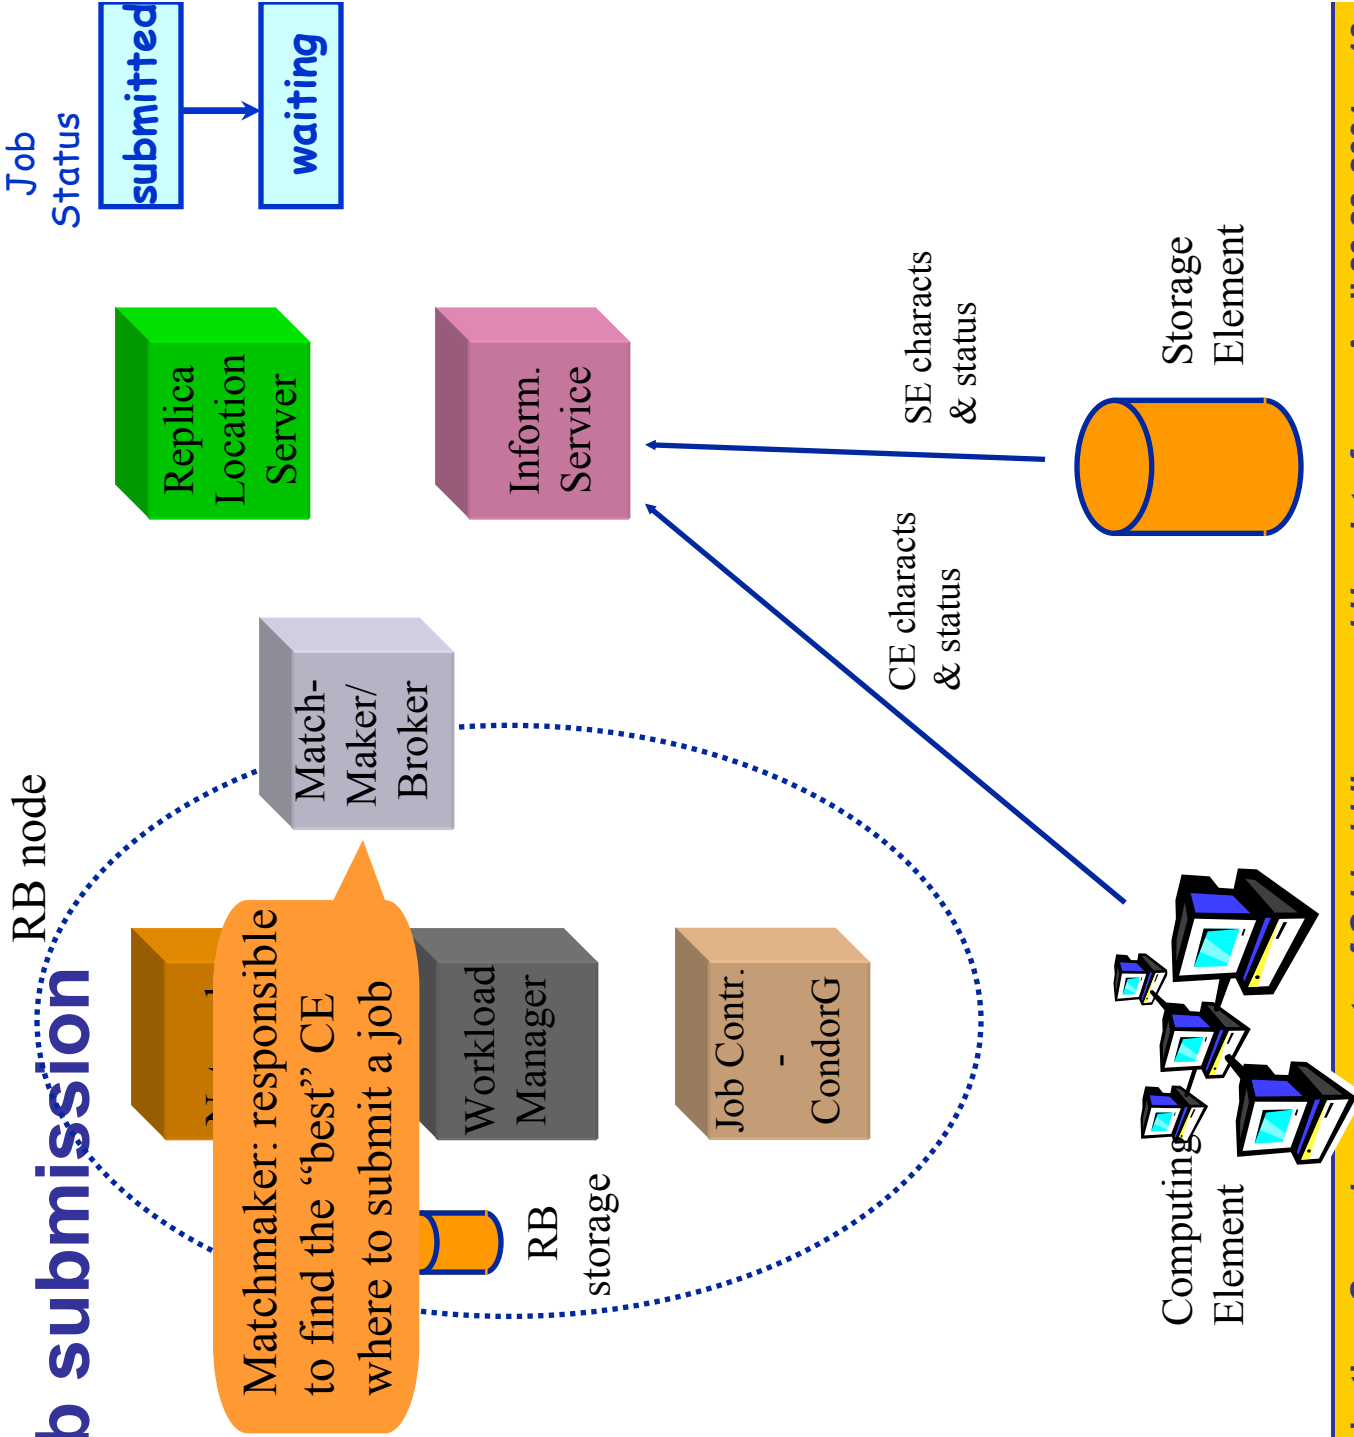 b submission
RB node
Job
Status
submitted
waiting
Replica
Location
Server
Matchmaker: responsible
to find the “best” CE
where to submit a job
Match-
Maker/
Broker
Workload
Manager
Inform.
Service
RB
storage
Job Contr.
-
CondorG
CE characts
& status
SE characts
& status
Computing
Element
Storage
Element